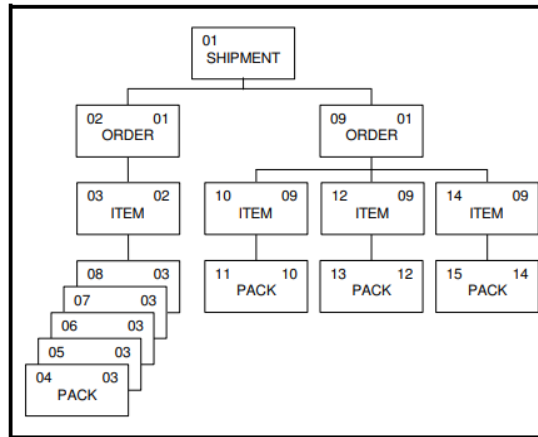 01
SHIPMENT
02 01
ORDER
09 01
ORDER
03 02
ITEM
10 09
ITEM
12 09
ITEM
14 09
ITEM
08 03
07 03
06 03
05 03
04 03
PACK
11 10
PACK
13 12
PACK
15 14
PACK